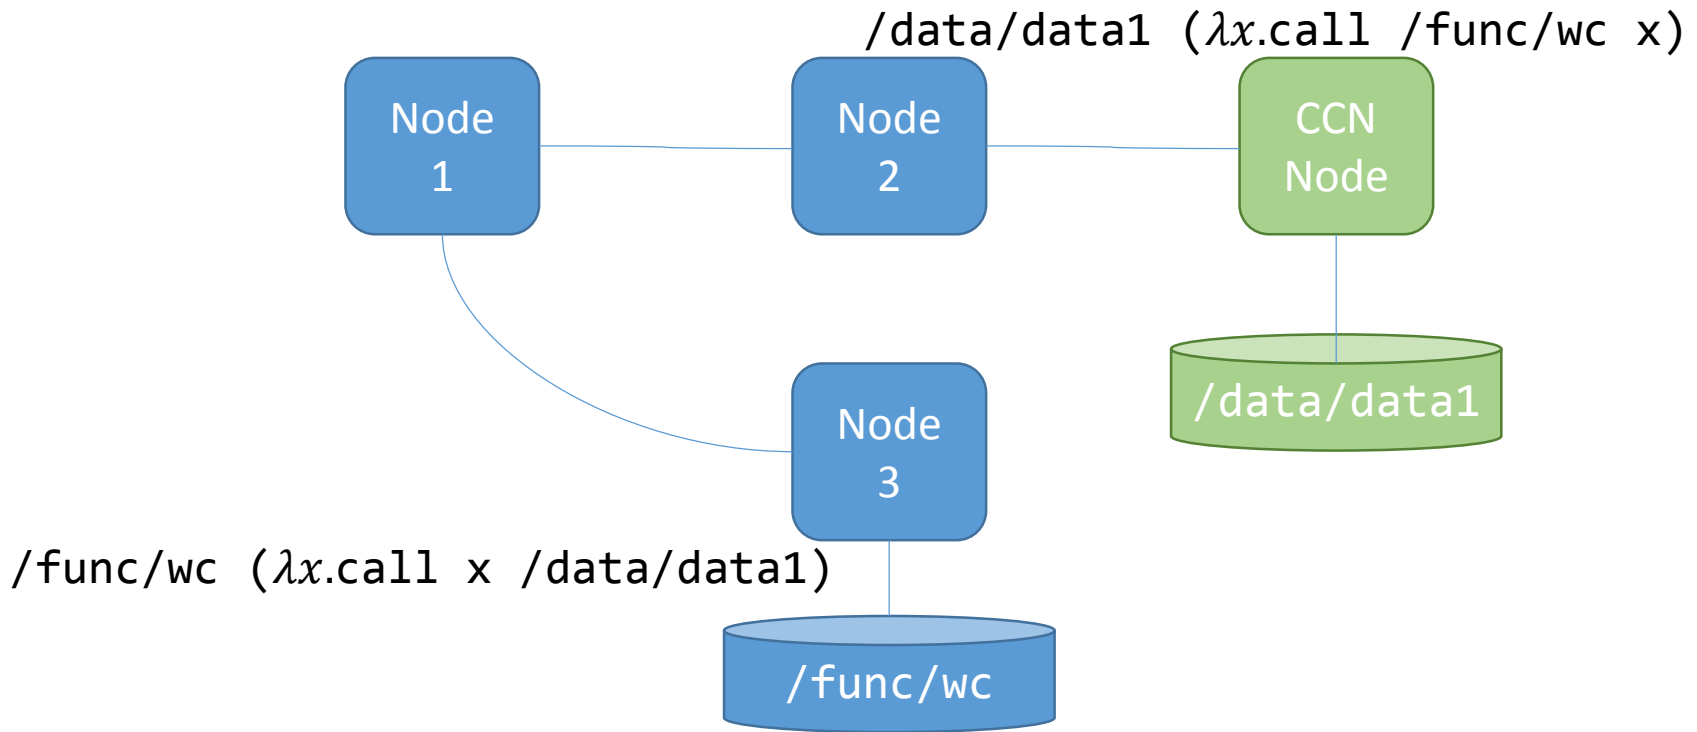 /data/data1 (λx.call /func/wc x)
Node
1
Node
2
CCN
Node
/data/data1
Node
3
/func/wc (λx.call x /data/data1)
/func/wc